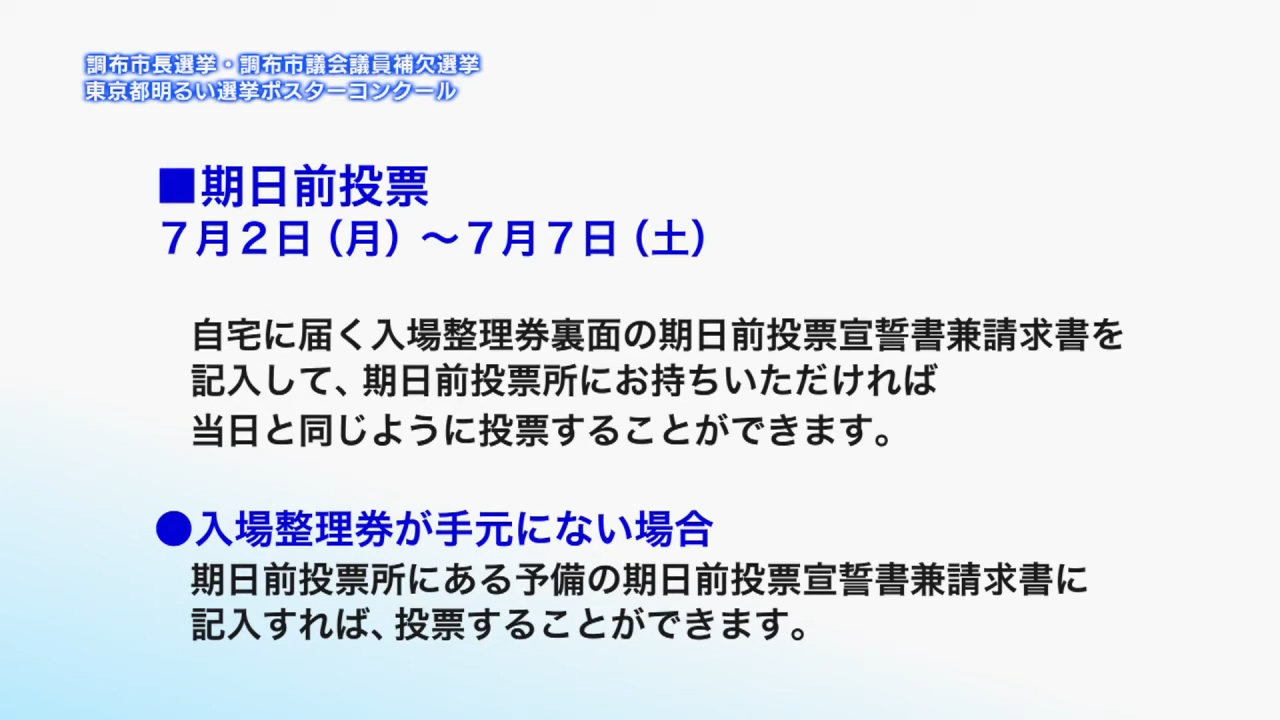 調布市長選挙・調布市議会議員補欠選挙
東京都明るい選挙ポスターコンクール
■期日前投票
７月２日（月）～７月７日（土）
自宅に届く入場整理券裏面の期日前投票宣誓書兼請求書を
記入して、期日前投票所にお持ちいただければ
当日と同じように投票することができます。
●入場整理券が手元にない場合
期日前投票所にある予備の期日前投票宣誓書兼請求書に
記入すれば、投票することができます。